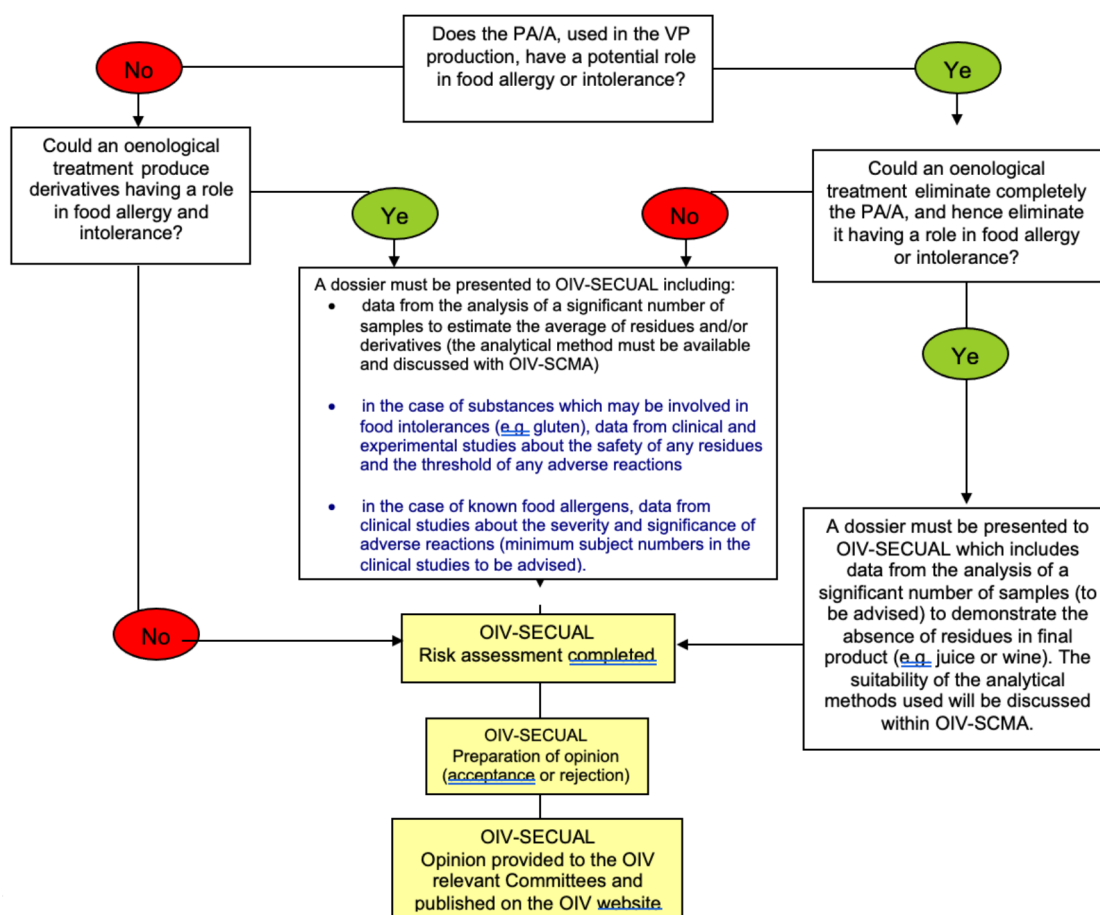 Does the PA/A, used in the VP
production, have a potential role
in food allergy or intolerance?
No
Ye
Could an oenological
treatment produce
derivatives having a role
in food allergy and
intolerance?
Could an oenological
treatment eliminate completely
the PA/A, and hence eliminate
it having a role in food allergy
or intolerance?
Ye
No
A dossier must be presented to OIV-SECUAL including:
• data from the analysis of a significant number of
samples to estimate the average of residues and/or
derivatives (the analytical method must be available
and discussed with OIV-SCMA)
• in the case of substances which may be involved in
food intolerances (e.g. gluten), data from clinical and
experimental studies about the safety of any residues
and the threshold of any adverse reactions
• in the case of known food allergens, data from
clinical studies about the severity and significance of
adverse reactions (minimum subject numbers in the
clinical studies to be advised).
Ye
A dossier must be presented to
OIV-SECUAL which includes
data from the analysis of a
significant number of samples (to
be advised) to demonstrate the
absence of residues in final
product (e.g. juice or wine). The
suitability of the analytical
methods used will be discussed
within OIV-SCMA.
No
OIV-SECUAL
Risk assessment completed
OIV-SECUAL
Preparation of opinion
(acceptance or rejection)
OIV-SECUAL
Opinion provided to the OIV
relevant Committees and
published on the OIV website